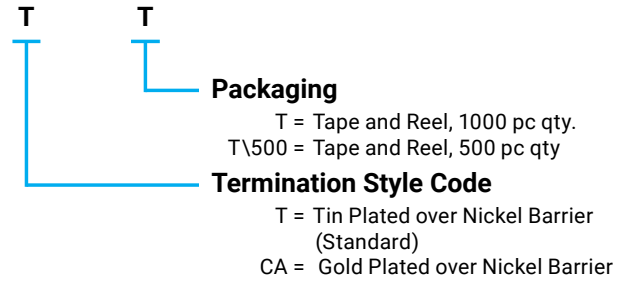 T T
Packaging
T = Tape and Reel, 1000 pc qty.
T\500 = Tape and Reel, 500 pc qty
Termination Style Code
T = Tin Plated over Nickel Barrier
(Standard)
CA = Gold Plated over Nickel Barrier